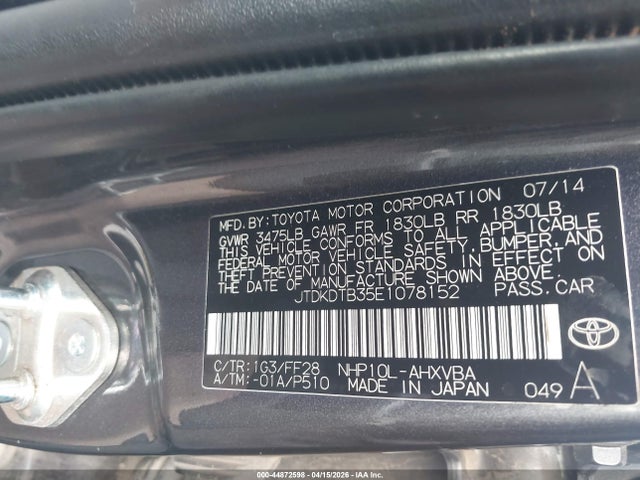 MFD.BY:TOYOTA MOTOR CORPORATION 07/14
GVWR 3475LB GAWR FR 1830LB RR 1830LB
THIS VEHICLE CONFORMS TO ALL APPLICABLE
FEDERAL MOTOR VEHICLE SAFETY,BUMPER,AND
THEFT PREVENTION STANDARDS IN EFFECT ON
THE DATE OF MANUFACTURE SHOWN ABOVE.
JTDKDTB35E1078152 PASS.CAR
C/TR:1G3/FF28 NHP10L-AHXVBA
A/TM:-01A/P510 MADE IN JAPAN 049 A
000-44872598 - 04/15/2026 - IAAI.CA